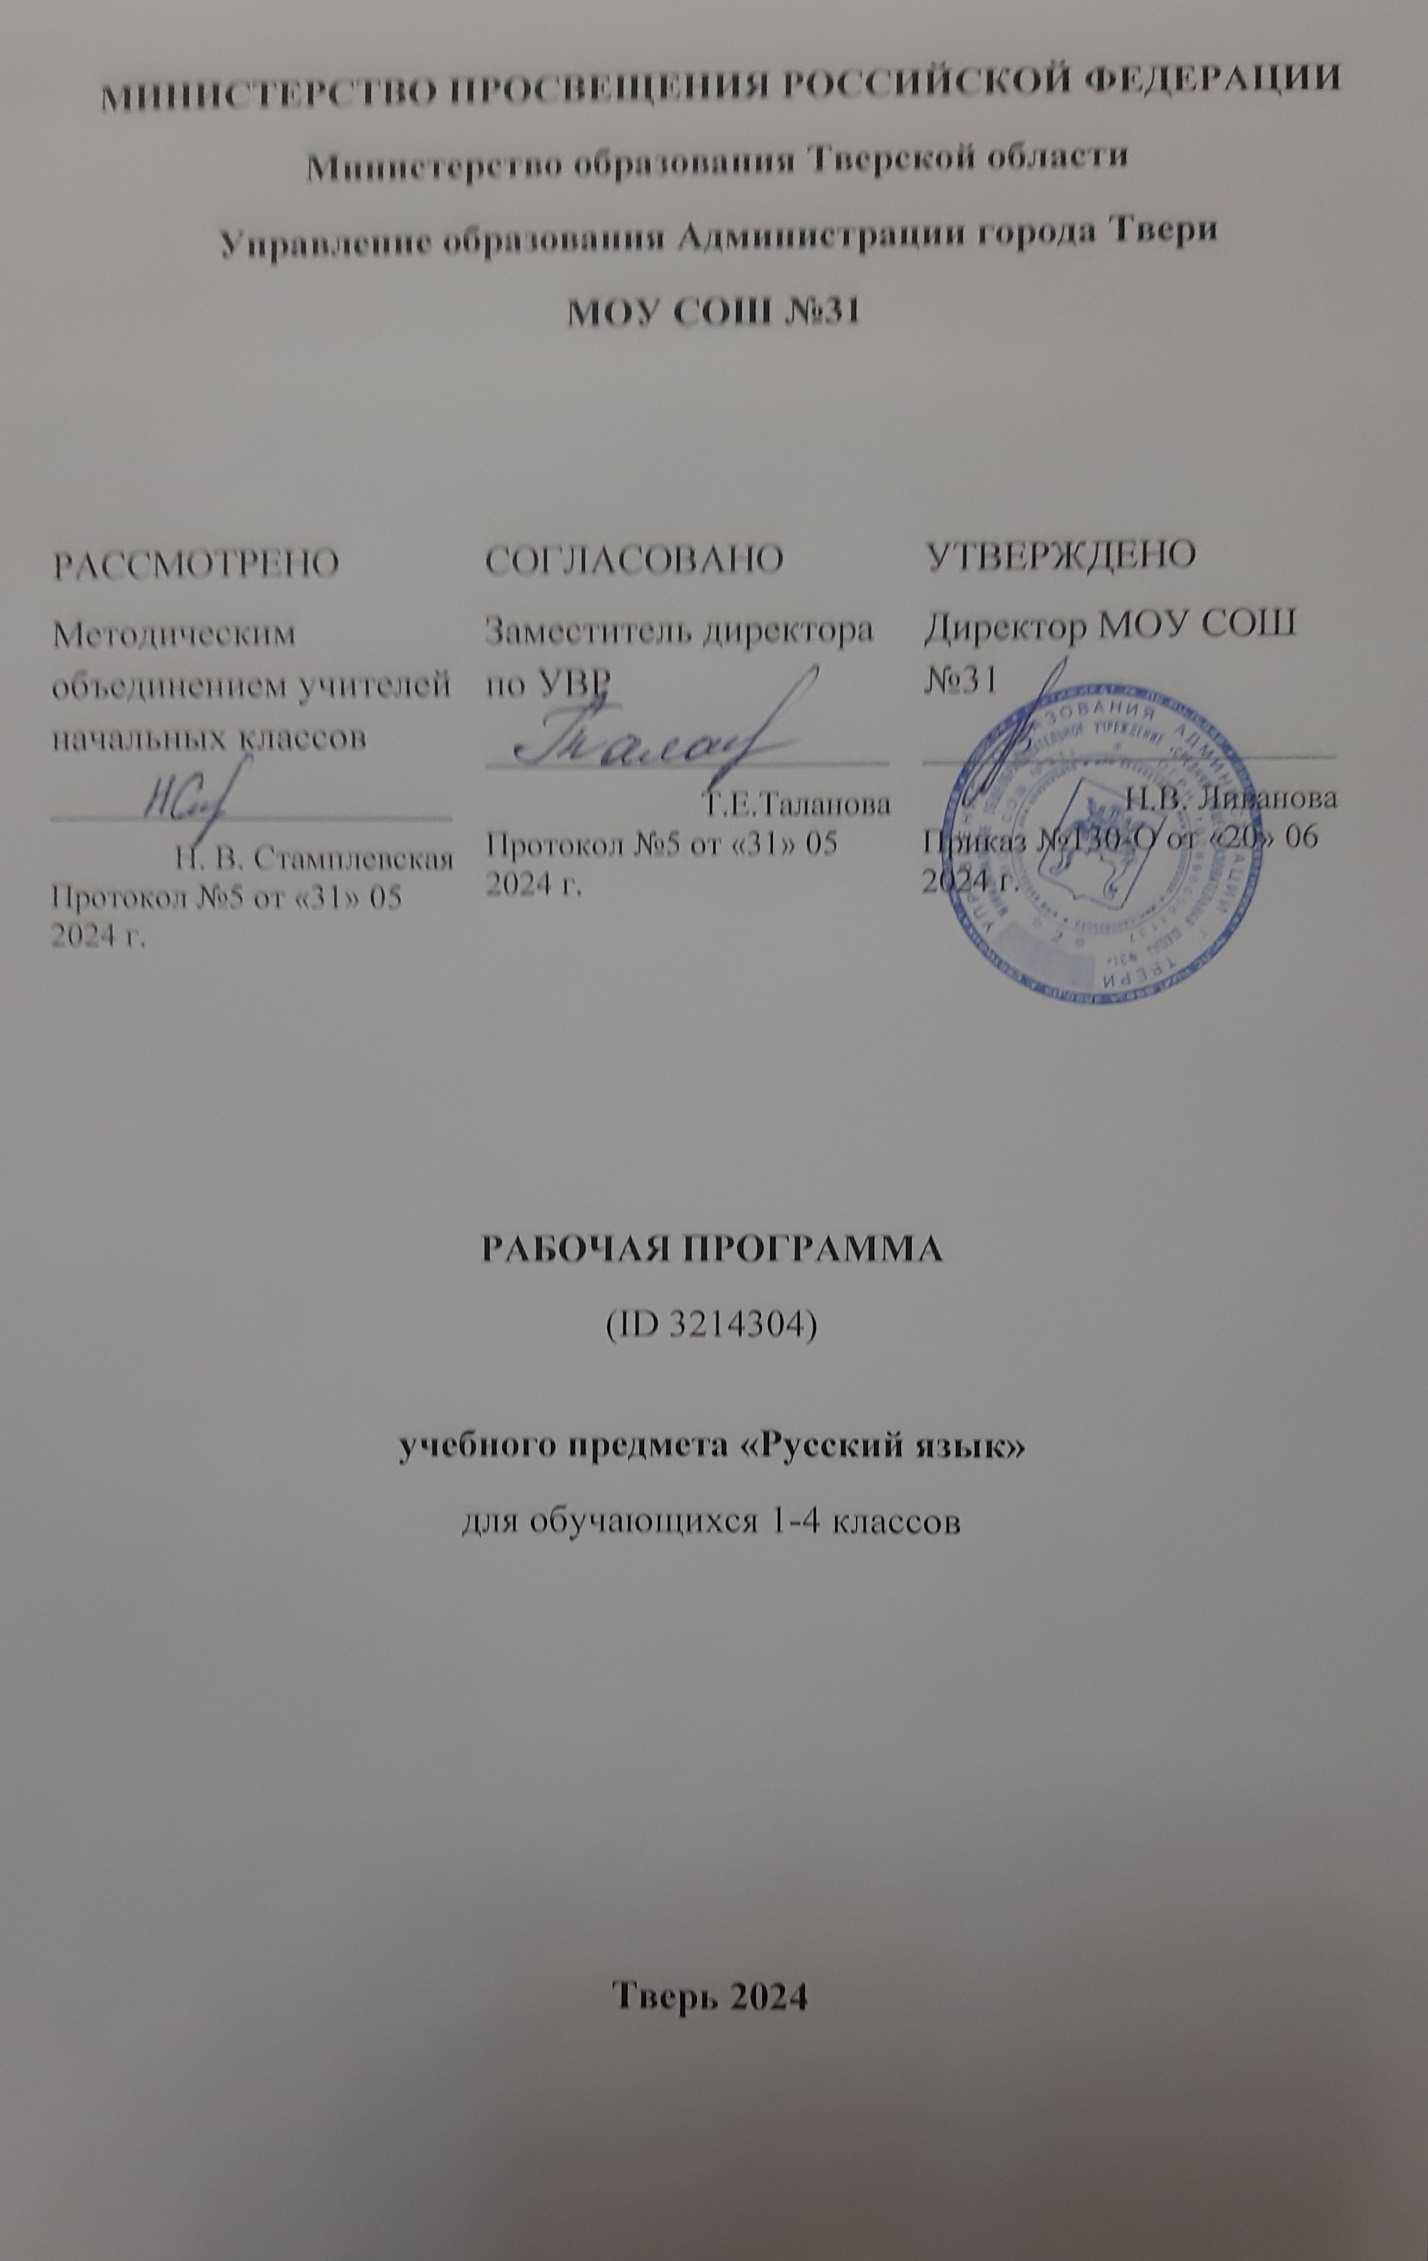 МИНИСТЕРСТВО ПРОСВЕЩЕНИЯ РОССИЙСКОЙ ФЕДЕРАЦИИ
Министерство образования Тверской области
Управление образования Администрации города Твери
МОУ СОШ №31
РАССМОТРЕНО
Методическим
объединением учителей
начальных классов
Н. В. Стамплевская
Протокол №5 от «31» 05
2024 г.
СОГЛАСОВАНО
Заместитель директора
по УВР
Т.Е.Таланова
Протокол №5 от «31» 05
2024 г.
УТВЕРЖДЕНО
Директор МОУ СОШ
№31
Н.В. Ливанова
Приказ №130-О от «20» 06
2024 г.
РАБОЧАЯ ПРОГРАММА
(ID 3214304)
учебного предмета «Русский язык»
для обучающихся 1-4 классов
Тверь 2024